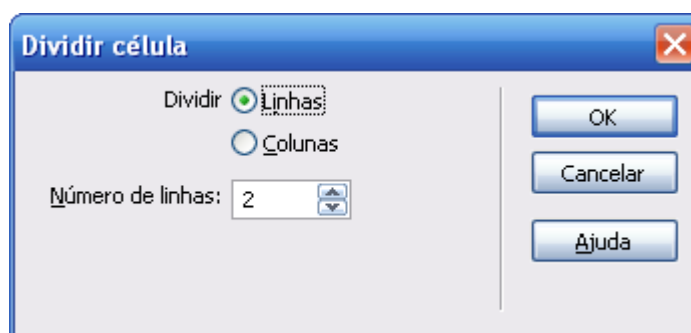 Dividir célula
Dividir Linhas
Colunas
Número de linhas: 2
OK
Cancelar
Ajuda